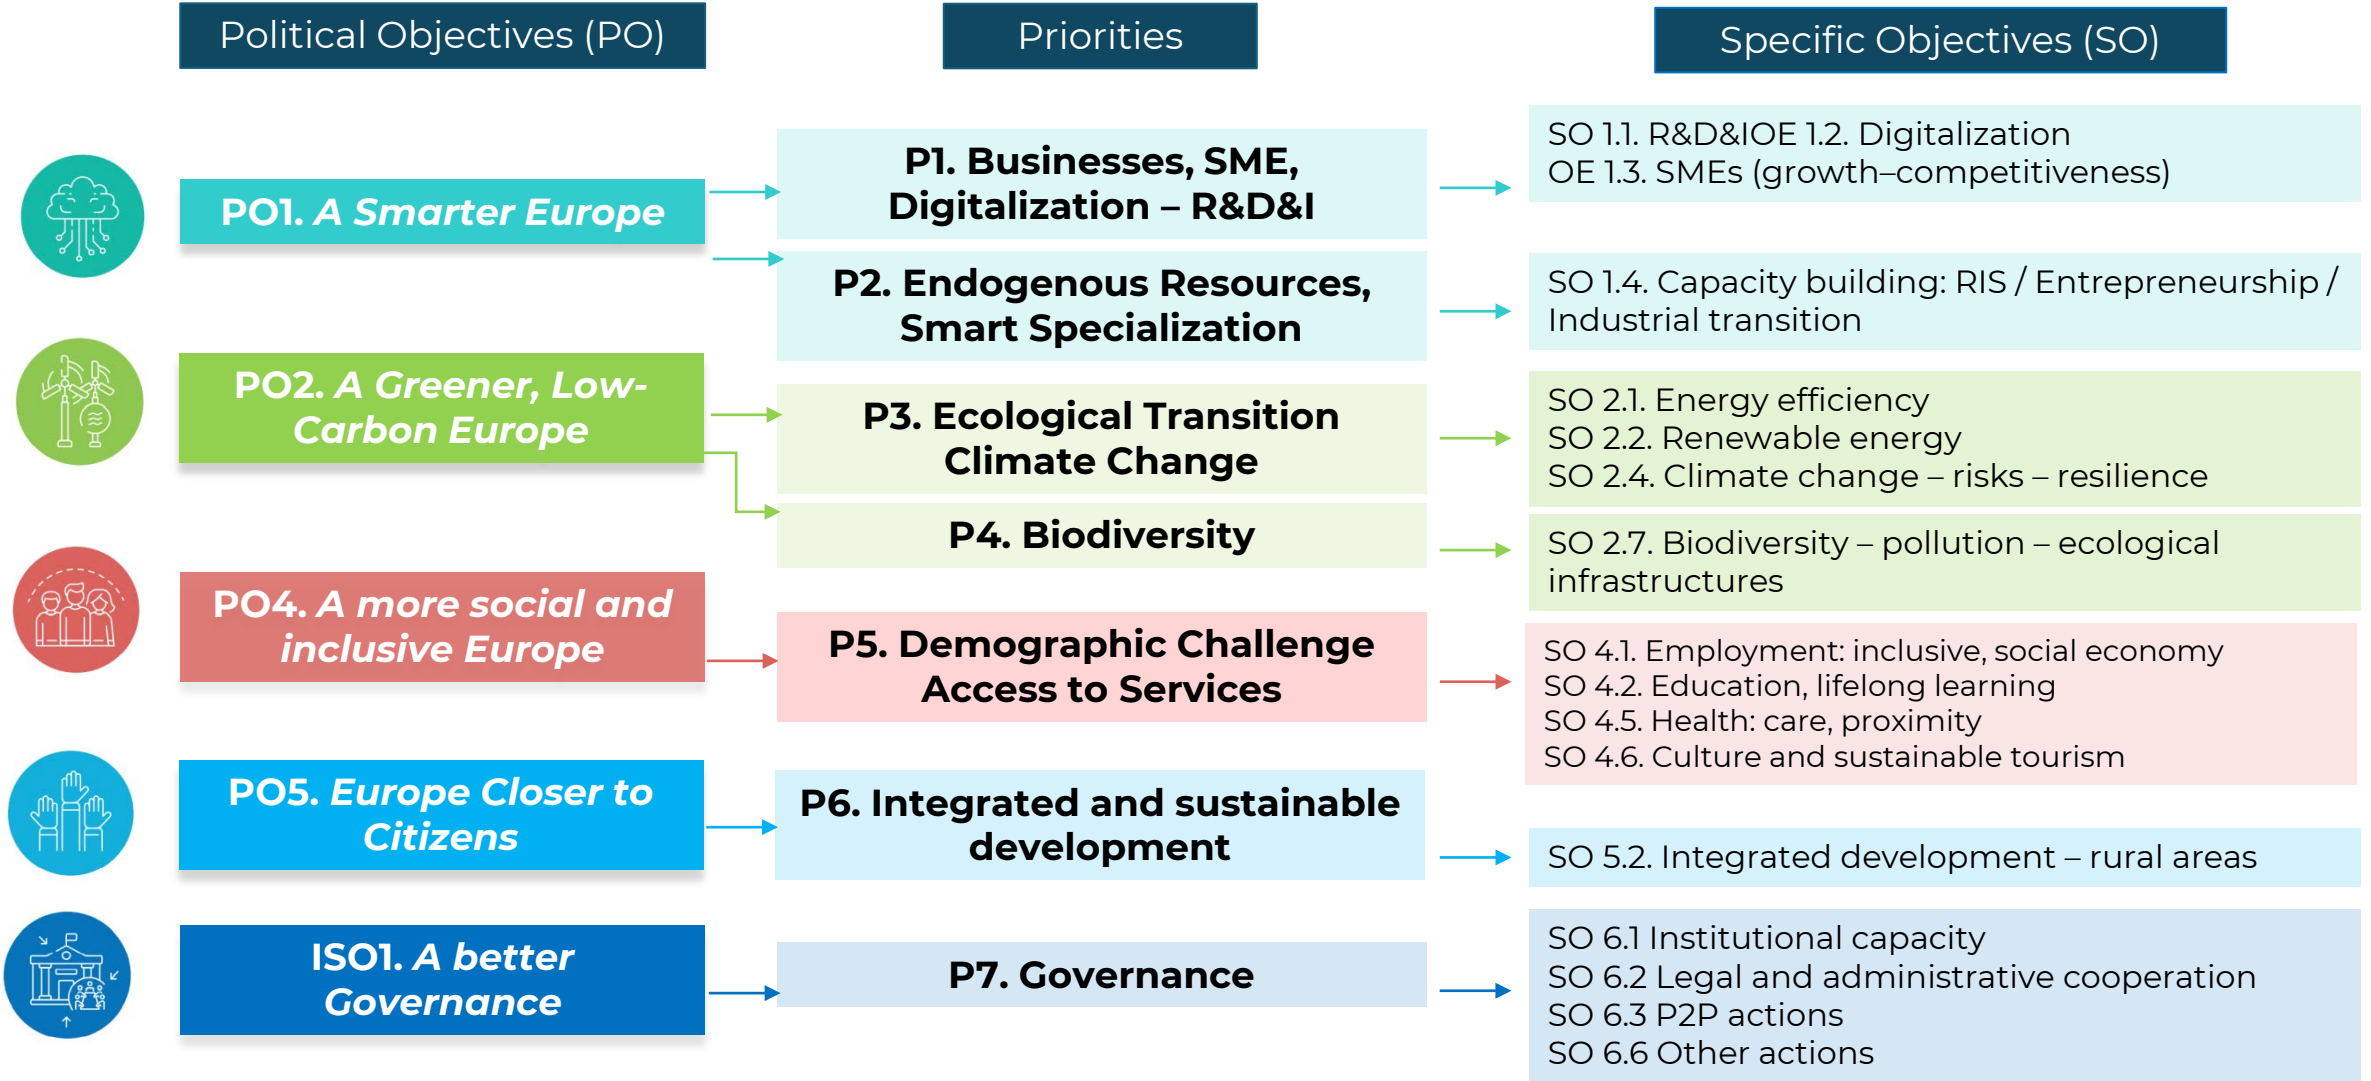 Political Objectives (PO)
Priorities
Specific Objectives (SO)
PO1. A Smarter Europe
P1. Businesses, SME,
Digitalization – R&D&I
SO 1.1. R&D&IOE 1.2. Digitalization
OE 1.3. SMEs (growth–competitiveness)
P2. Endogenous Resources,
Smart Specialization
SO 1.4. Capacity building: RIS / Entrepreneurship /
Industrial transition
PO2. A Greener, Low-
Carbon Europe
P3. Ecological Transition
Climate Change
SO 2.1. Energy efficiency
SO 2.2. Renewable energy
SO 2.4. Climate change – risks – resilience
P4. Biodiversity
SO 2.7. Biodiversity – pollution – ecological
infrastructures
PO4. A more social and
inclusive Europe
P5. Demographic Challenge
Access to Services
SO 4.1. Employment: inclusive, social economy
SO 4.2. Education, lifelong learning
SO 4.5. Health: care, proximity
SO 4.6. Culture and sustainable tourism
PO5. Europe Closer to
Citizens
P6. Integrated and sustainable
development
SO 5.2. Integrated development – rural areas
ISO1. A better
Governance
P7. Governance
SO 6.1 Institutional capacity
SO 6.2 Legal and administrative cooperation
SO 6.3 P2P actions
SO 6.6 Other actions